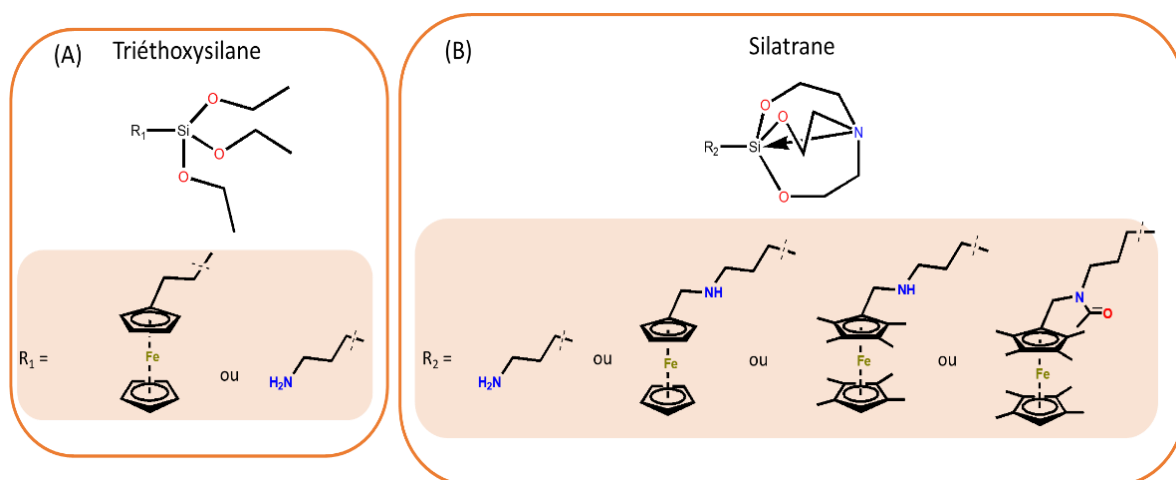 (A) Triéthoxysilane
R1
Si
O
O
O
R1 =
Fe
ou
H2N
(B) Silatrane
R2
Si
O
O
O
N
R2 =
H2N
ou
NH
Fe
ou
NH
Fe
ou
N
O
Fe